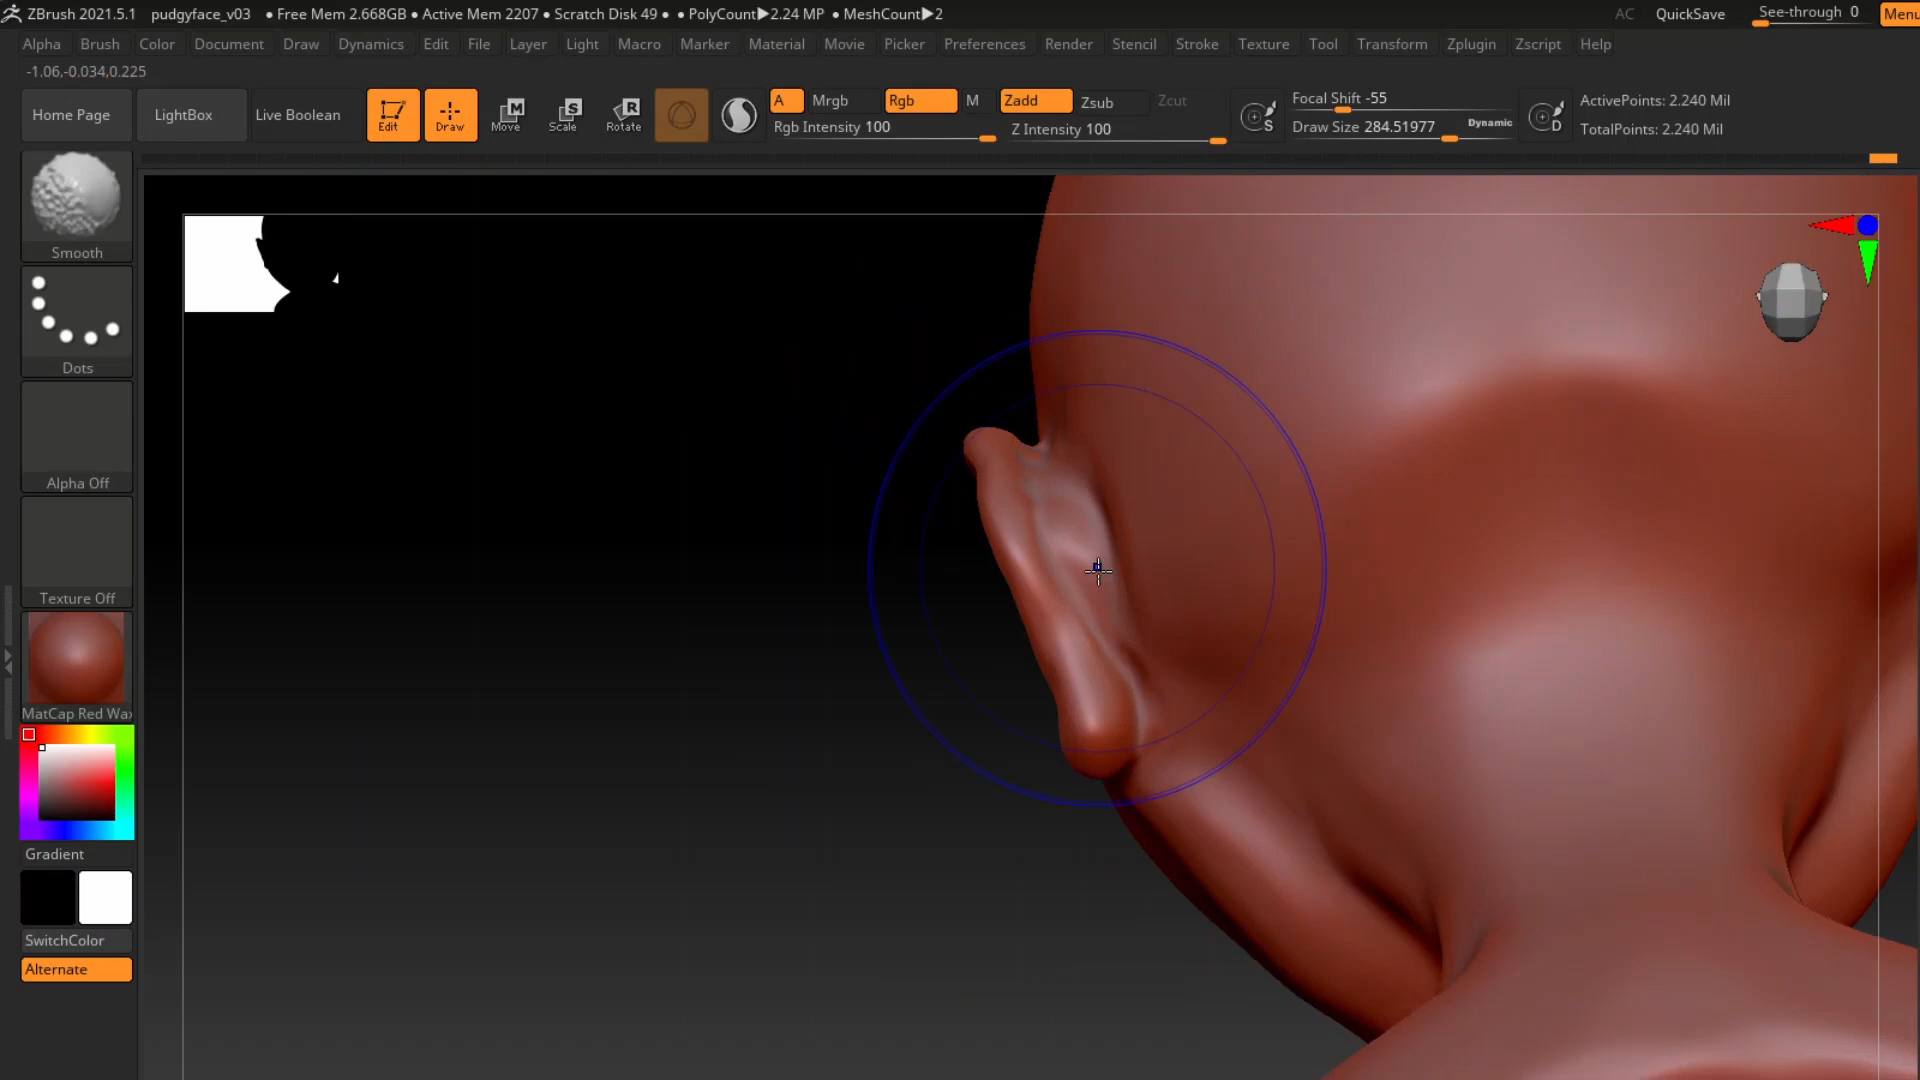 ZBrush 2021.5.1 pudgyface_v03 • Free Mem 2.668GB • Active Mem 2207 • Scratch Disk 49 • • PolyCount▶2.24 MP • MeshCount▶2 AC QuickSave See-through 0 Menu
Alpha Brush Color Document Draw Dynamics Edit File Layer Light Macro Marker Material Movie Picker Preferences Render Stencil Stroke Texture Tool Transform Zplugin Zscript Help
-1.06,-0.034,0.225
Home Page LightBox Live Boolean Edit Draw Move Scale Rotate
M S R
A Mrgb Rgb M Zadd Zsub Zcut
Rgb Intensity 100 Z Intensity 100
S Focal Shift -55
Draw Size 284.51977 Dynamic D
ActivePoints: 2.240 Mil
TotalPoints: 2.240 Mil
Smooth
Dots
Alpha Off
Texture Off
MatCap Red Wax
Gradient
SwitchColor
Alternate